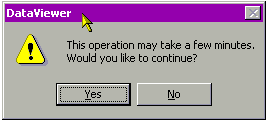 DataViewer
This operation may take a few minutes.
Would you like to continue?
Yes
No